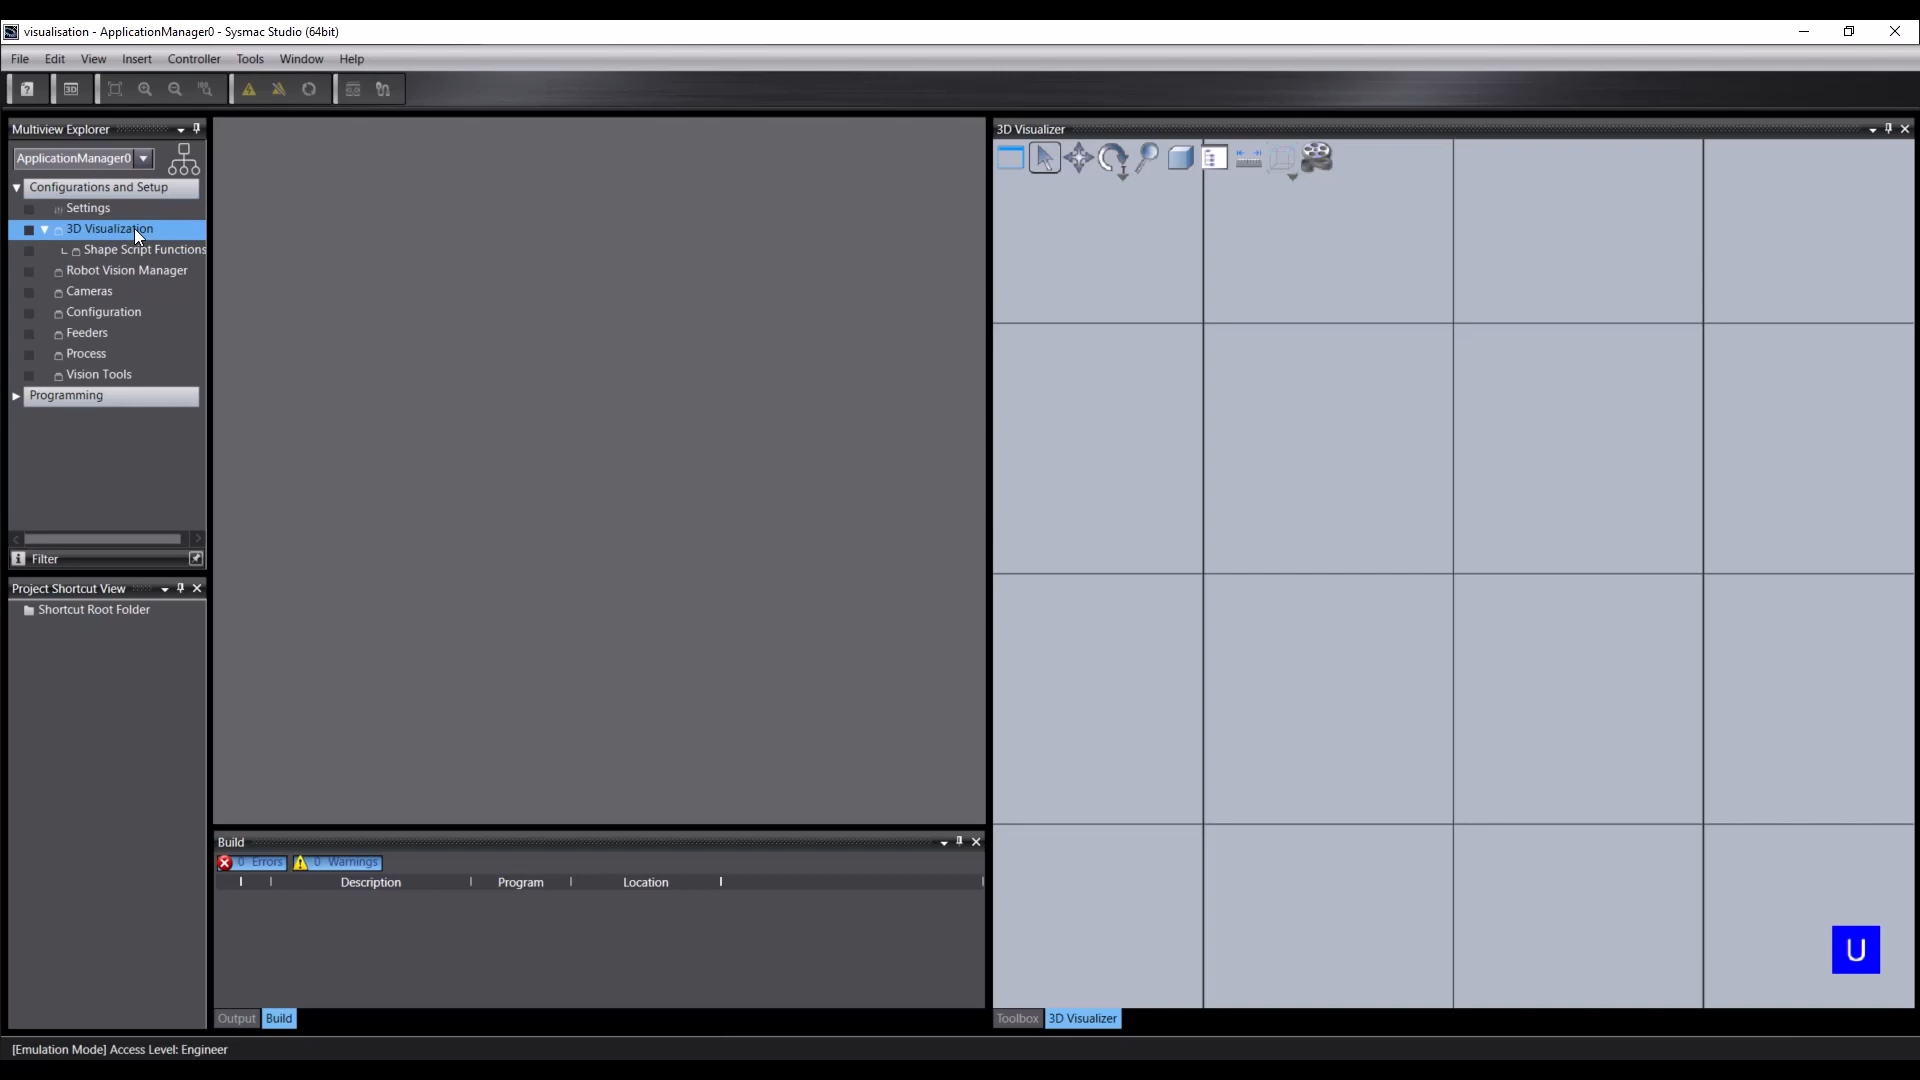 visualisation - ApplicationManager0 - Sysmac Studio (64bit)
File Edit View Insert Controller Tools Window Help
3D
Multiview Explorer
ApplicationManager0
Configurations and Setup
Settings
3D Visualization
Shape Script Functions
Robot Vision Manager
Cameras
Configuration
Feeders
Process
Vision Tools
Programming
Filter
Project Shortcut View
Shortcut Root Folder
Build
0 Errors 0 Warnings
Description Program Location
Output Build
3D Visualizer
U
Toolbox 3D Visualizer
[Emulation Mode] Access Level: Engineer